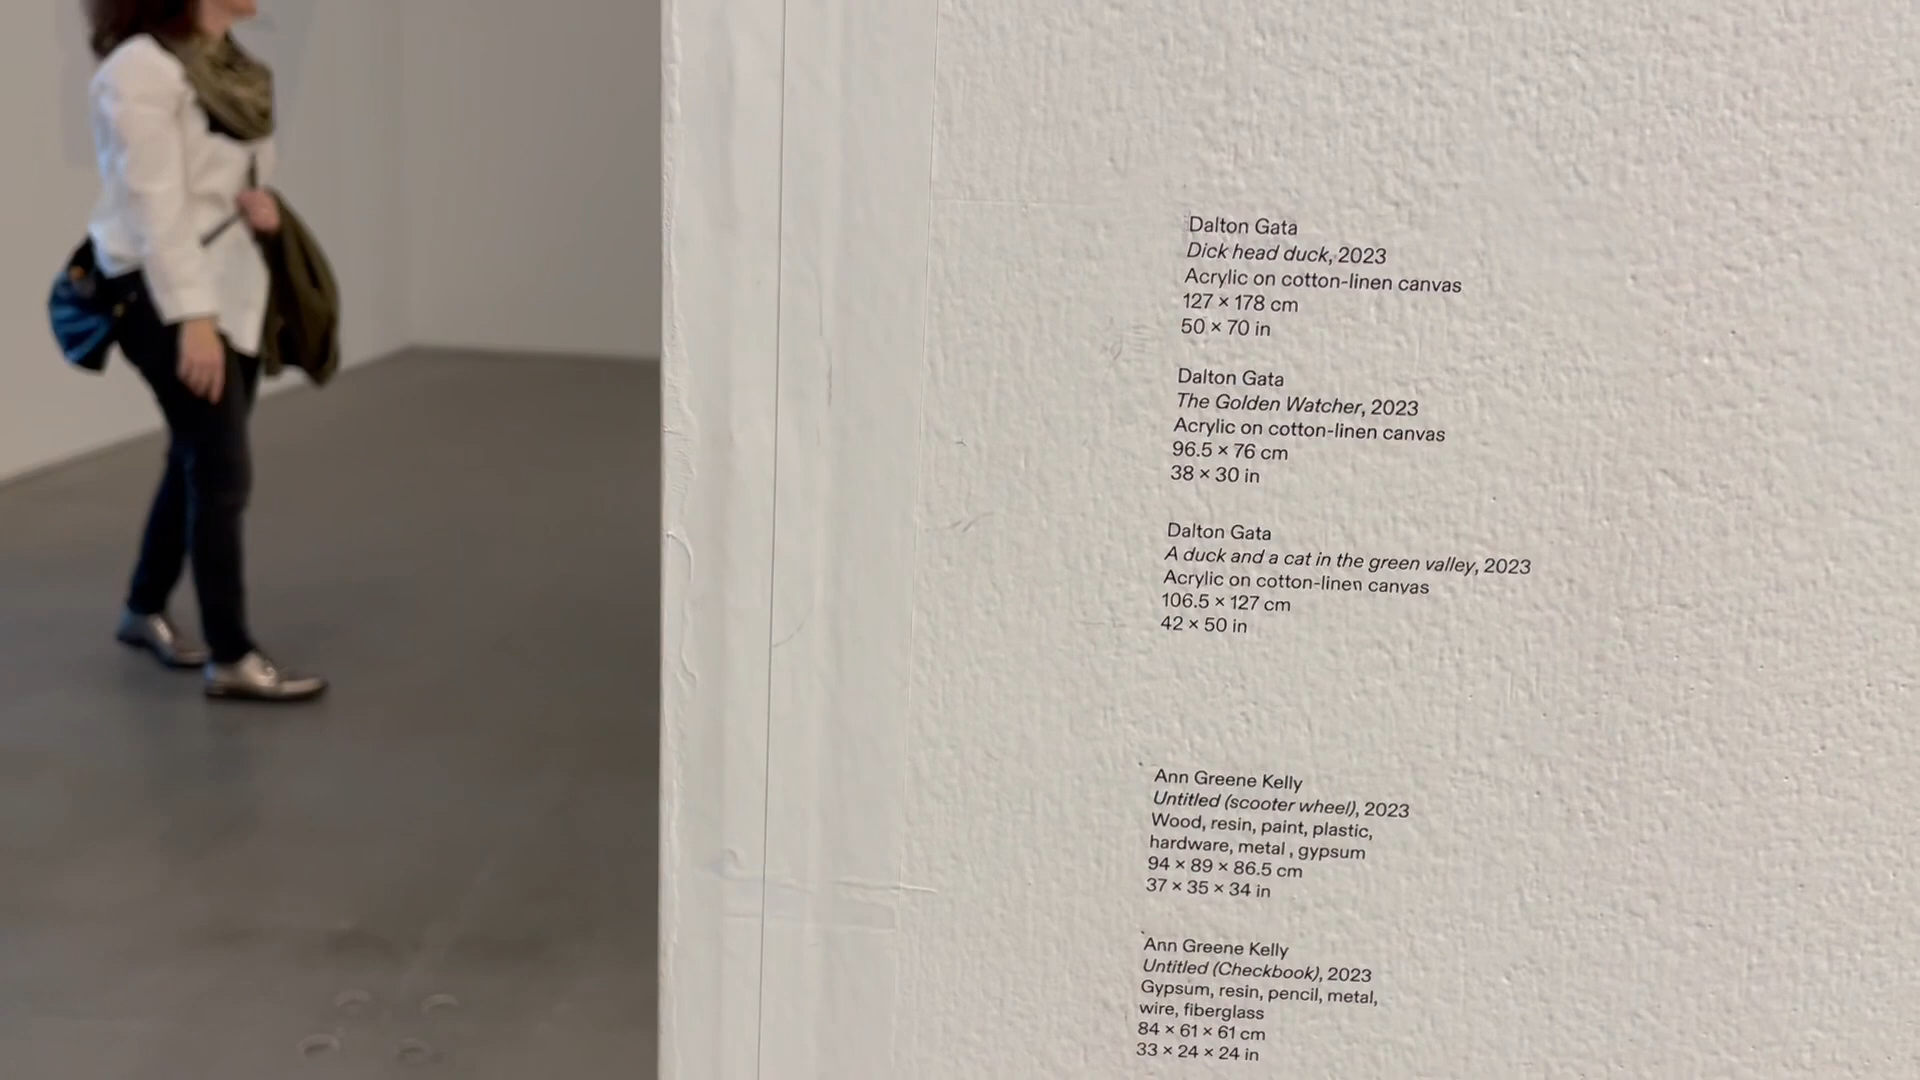 Dalton Gata
Dick head duck, 2023
Acrylic on cotton-linen canvas
127 × 178 cm
50 × 70 in
Dalton Gata
The Golden Watcher, 2023
Acrylic on cotton-linen canvas
96.5 × 76 cm
38 × 30 in
Dalton Gata
A duck and a cat in the green valley, 2023
Acrylic on cotton-linen canvas
106.5 × 127 cm
42 × 50 in
Ann Greene Kelly
Untitled (scooter wheel), 2023
Wood, resin, paint, plastic,
hardware, metal , gypsum
94 × 89 × 86.5 cm
37 × 35 × 34 in
Ann Greene Kelly
Untitled (Checkbook), 2023
Gypsum, resin, pencil, metal,
wire, fiberglass
84 × 61 × 61 cm
33 × 24 × 24 in